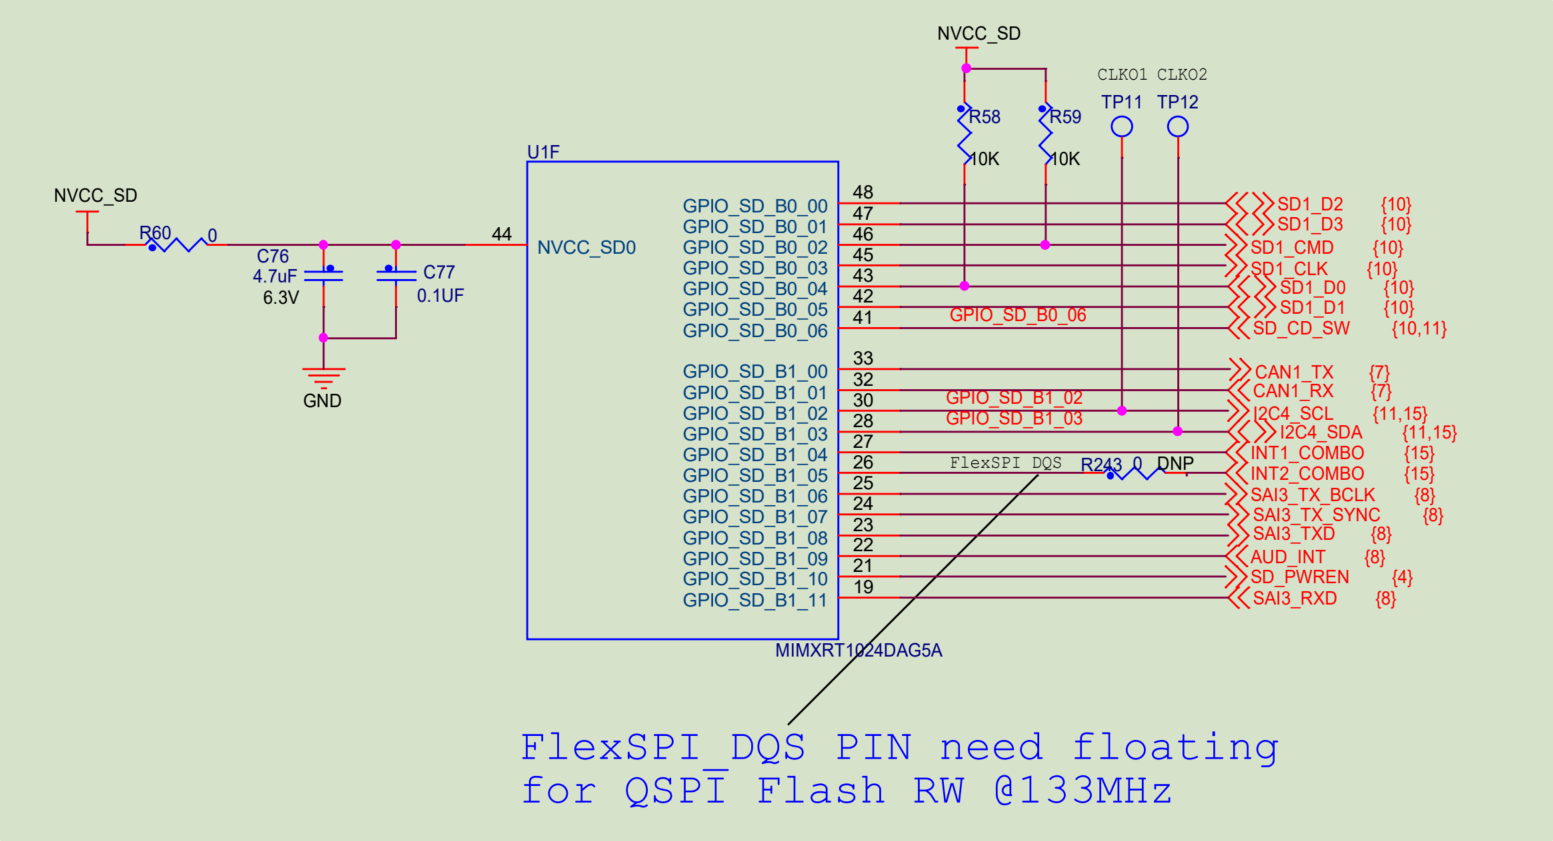 NVCC_SD
CLKO1 CLKO2
TP11 TP12
R58 R59
10K 10K
U1F
NVCC_SD
R60 0
C76
4.7uF
6.3V
C77
0.1UF
GND
44 NVCC_SD0
GPIO_SD_B0_00 48 SD1_D2 {10}
GPIO_SD_B0_01 47 SD1_D3 {10}
GPIO_SD_B0_02 46 SD1_CMD {10}
GPIO_SD_B0_03 45 SD1_CLK {10}
GPIO_SD_B0_04 43 SD1_D0 {10}
GPIO_SD_B0_05 42 SD1_D1 {10}
GPIO_SD_B0_06 41 GPIO_SD_B0_06 SD_CD_SW {10,11}
GPIO_SD_B1_00 33 CAN1_TX {7}
GPIO_SD_B1_01 32 CAN1_RX {7}
GPIO_SD_B1_02 30 GPIO_SD_B1_02 I2C4_SCL {11,15}
GPIO_SD_B1_03 28 GPIO_SD_B1_03 I2C4_SDA {11,15}
GPIO_SD_B1_04 27 INT1_COMBO {15}
GPIO_SD_B1_05 26 FlexSPI DQS R243 0 DNP INT2_COMBO {15}
GPIO_SD_B1_06 25 SAI3_TX_BCLK {8}
GPIO_SD_B1_07 24 SAI3_TX_SYNC {8}
GPIO_SD_B1_08 23 SAI3_TXD {8}
GPIO_SD_B1_09 22 AUD_INT {8}
GPIO_SD_B1_10 21 SD_PWREN {4}
GPIO_SD_B1_11 19 SAI3_RXD {8}
MIMXRT1024DAG5A
FlexSPI_DQS PIN need floating
for QSPI Flash RW @133MHz